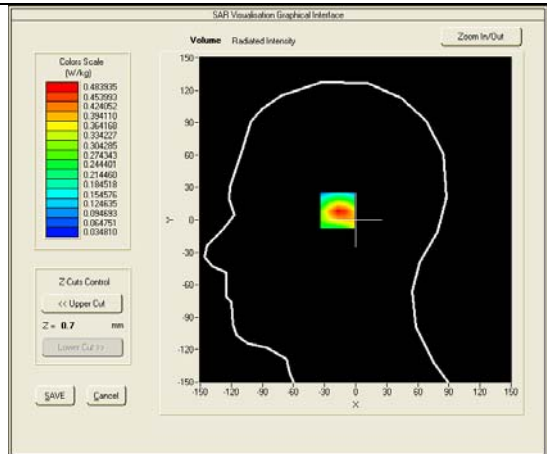 SAR Visualisation Graphical Interface
Volume Radiated Intensity
Zoom In/Out
Colors Scale
(W/kg)
0.483935
0.453993
0.424052
0.394110
0.364168
0.334227
0.304285
0.274343
0.244401
0.214460
0.184518
0.154576
0.124635
0.094693
0.064751
0.034810
Z Cuts Control
<< Upper Cut
Z = 0.7 mm
Lower Cut >>
SAVE Cancel
150-
120-
90-
60-
30-
0-
-30-
-60-
-90-
-120-
-150-
Y
-150 -120 -90 -60 -30 0 30 60 90 120 150
X